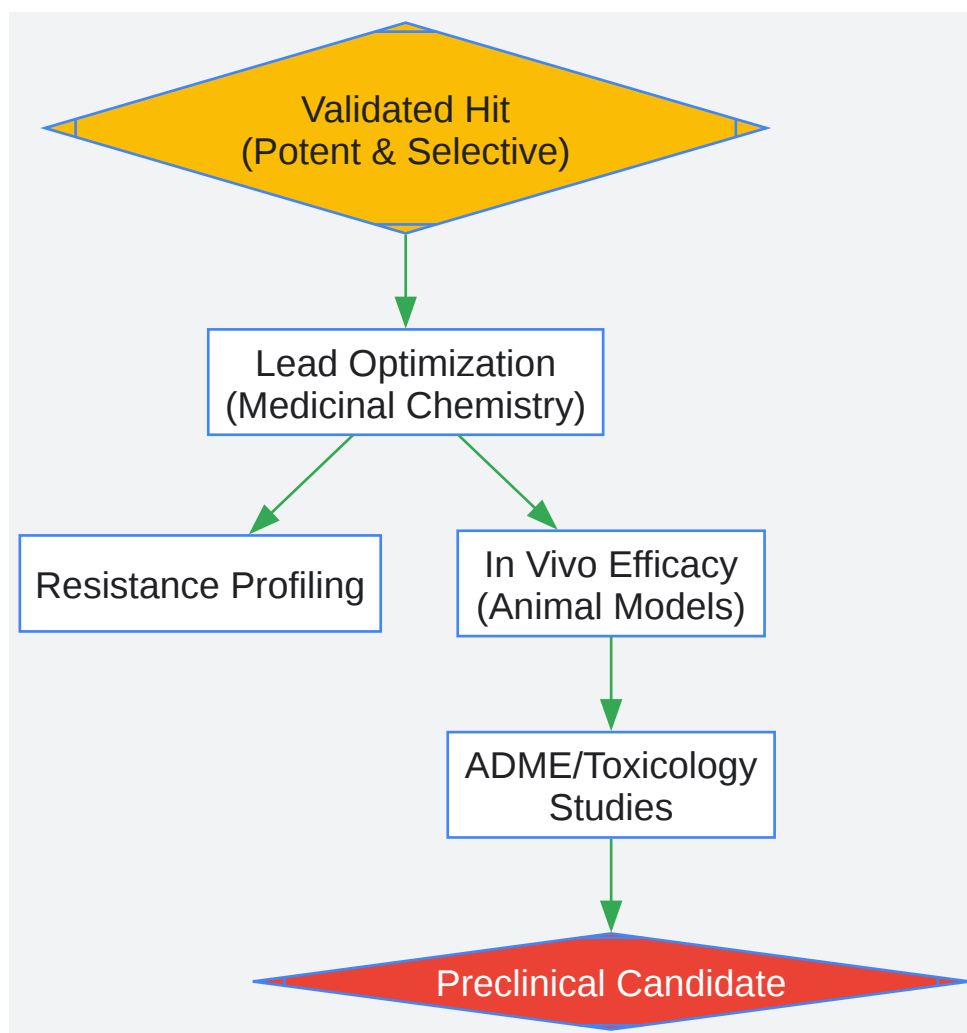 Validated Hit
(Potent & Selective)
Lead Optimization
(Medicinal Chemistry)
Resistance Profiling
In Vivo Efficacy
(Animal Models)
ADME/Toxicology
Studies
Preclinical Candidate